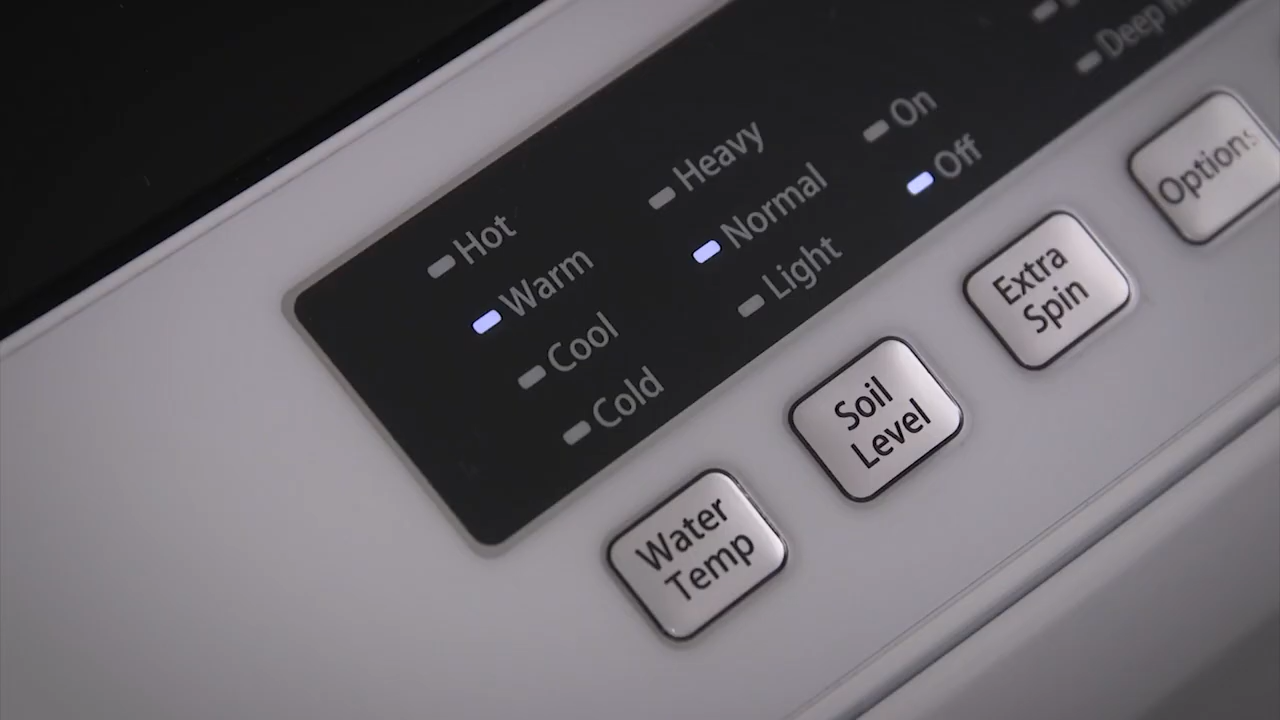 Hot
Warm
Cool
Cold
Heavy
Normal
Light
On
Off
Deep
Water
Temp
Soil
Level
Extra
Spin
Options